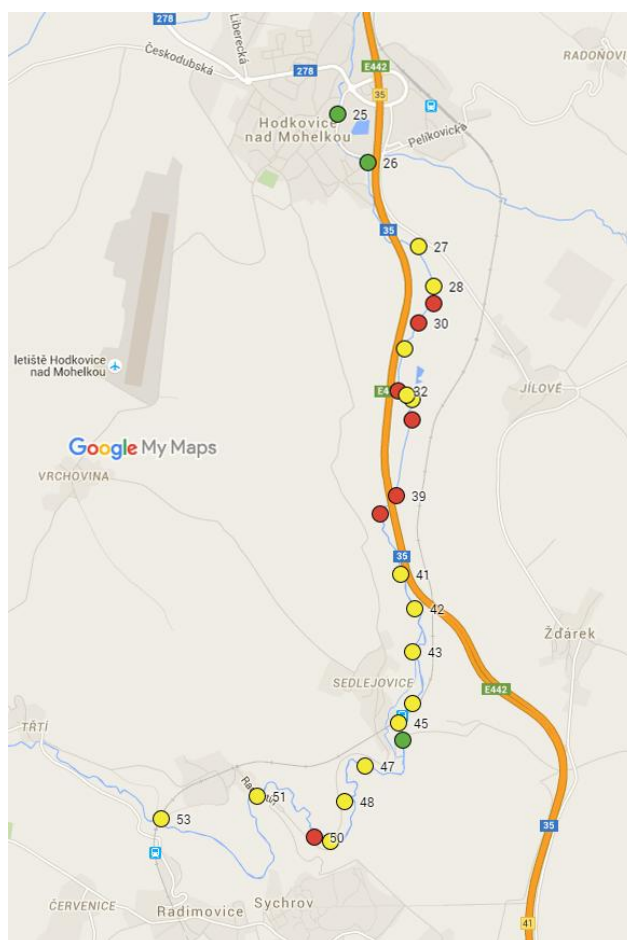 278
Liberecká
Českodubská
E442
278
35
RADOŇOVI
25
Hodkovice
nad Mohelkou
Pelíkovická
26
35
27
28
30
letiště Hodkovice
nad Mohelkou
32
JÍLOVÉ
Google My Maps
VRCHOVINA
39
35
41
42
43
Žďárek
SEDLEJOVICE
E442
45
TŘTÍ
47
51
48
53
50
35
Sychrov
ČERVENICE
Radimovice
41